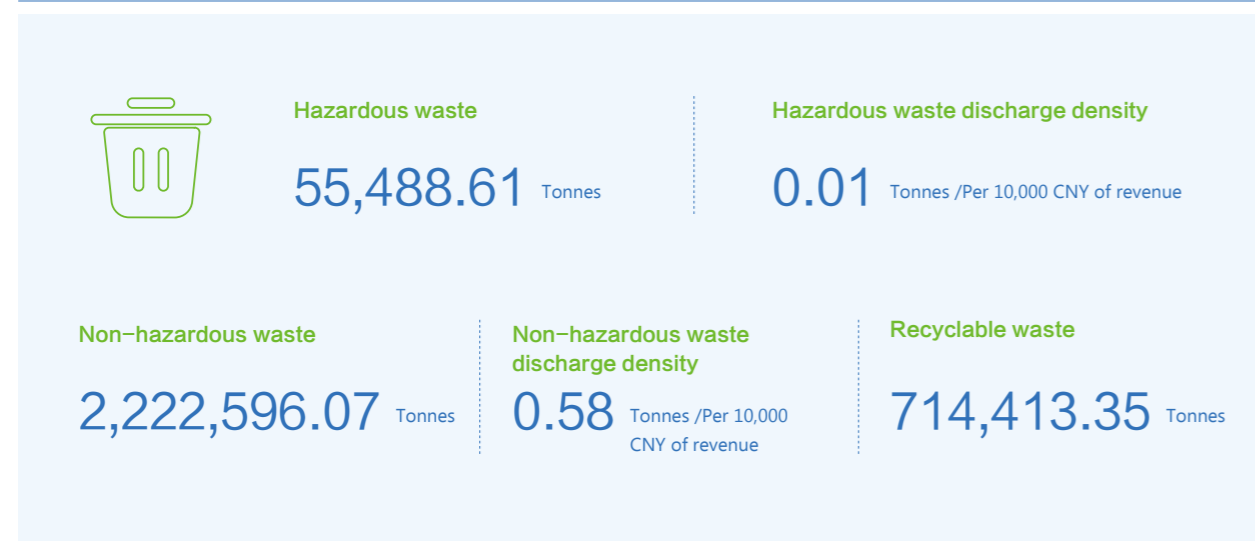 Hazardous waste
55,488.61 Tonnes
Hazardous waste discharge density
0.01 Tonnes /Per 10,000 CNY of revenue
Non-hazardous waste
2,222,596.07 Tonnes
Non-hazardous waste
discharge density
0.58 Tonnes /Per 10,000
CNY of revenue
Recyclable waste
714,413.35 Tonnes